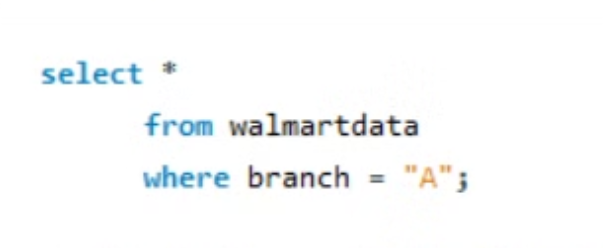 select *
from walmartdata
where branch = "A";